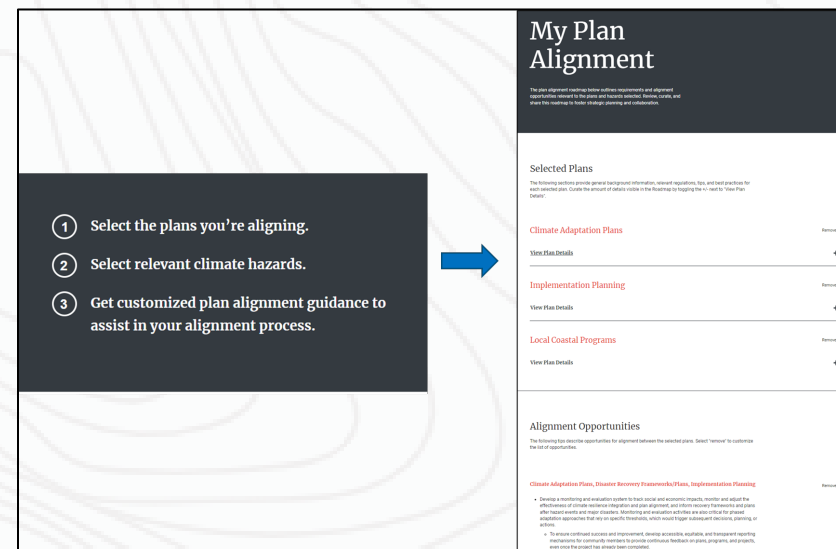 1 Select the plans you're aligning.
2 Select relevant climate hazards.
3 Get customized plan alignment guidance to
assist in your alignment process.
My Plan
Alignment
The plan alignment roadmap below outlines requirements and alignment
opportunities relevant to the plans and hazards selected. Review, curate, and
share this roadmap to foster strategic planning and collaboration.
Selected Plans
The following sections provide general background information, relevant regulations, tips, and best practices for
each selected plan. Curate the amount of details visible in the Roadmap by toggling the +/- next to "View Plan
Details".
Climate Adaptation Plans
Remove
View Plan Details
+
Implementation Planning
Remove
View Plan Details
+
Local Coastal Programs
Remove
View Plan Details
+
Alignment Opportunities
The following tips describe opportunities for alignment between the selected plans. Select "remove" to customize
the list of opportunities.
Climate Adaptation Plans, Disaster Recovery Frameworks/Plans, Implementation Planning
Remove
• Develop a monitoring and evaluation system to track social and economic impacts, monitor and adjust the
effectiveness of climate resilience integration and plan alignment, and inform recovery frameworks and plans
after hazard events and major disasters. Monitoring and evaluation activities are also critical for phased
adaptation approaches that rely on specific thresholds, which would trigger subsequent decisions, planning, or
actions.
To ensure continued success and improvement, develop accessible, equitable, and transparent reporting
mechanisms for community members to provide continuous feedback on plans, programs, and projects,
even once the project has already been completed.